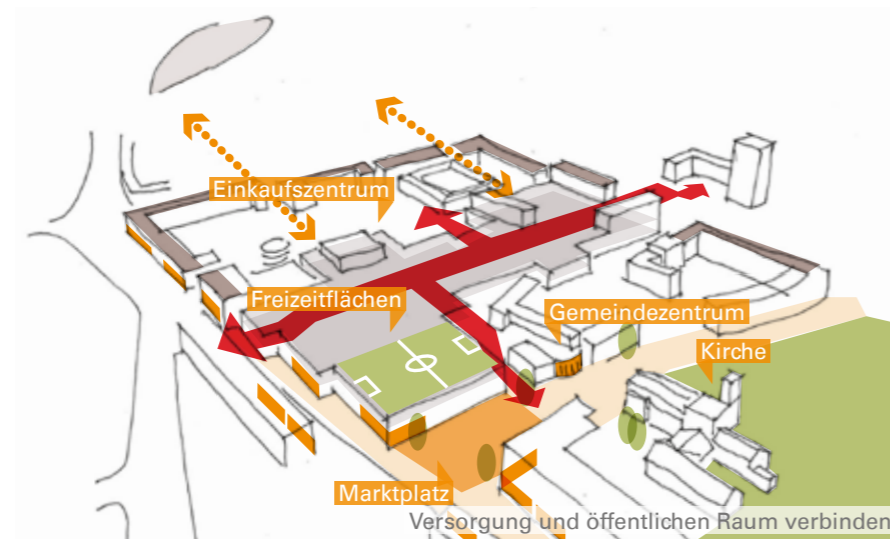 Einkaufszentrum
Freizeitflächen
Gemeindezentrum
Kirche
Marktplatz
Versorgung und öffentlichen Raum verbinden